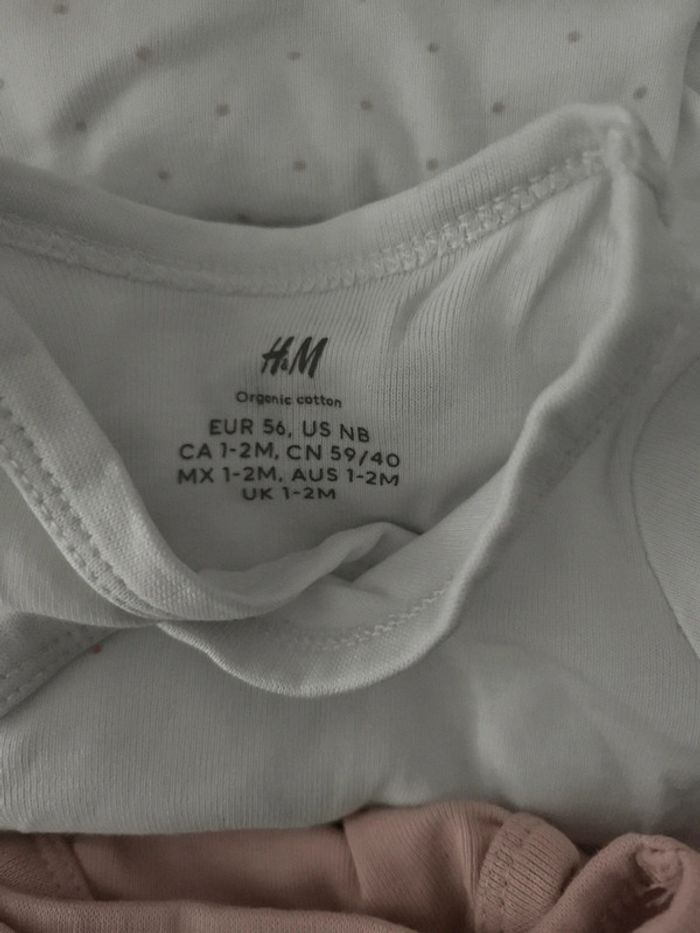 H&M
Organic cotton
EUR 56, US NB
CA 1-2M, CN 59/40
MX 1-2M, AUS 1-2M
UK 1-2M